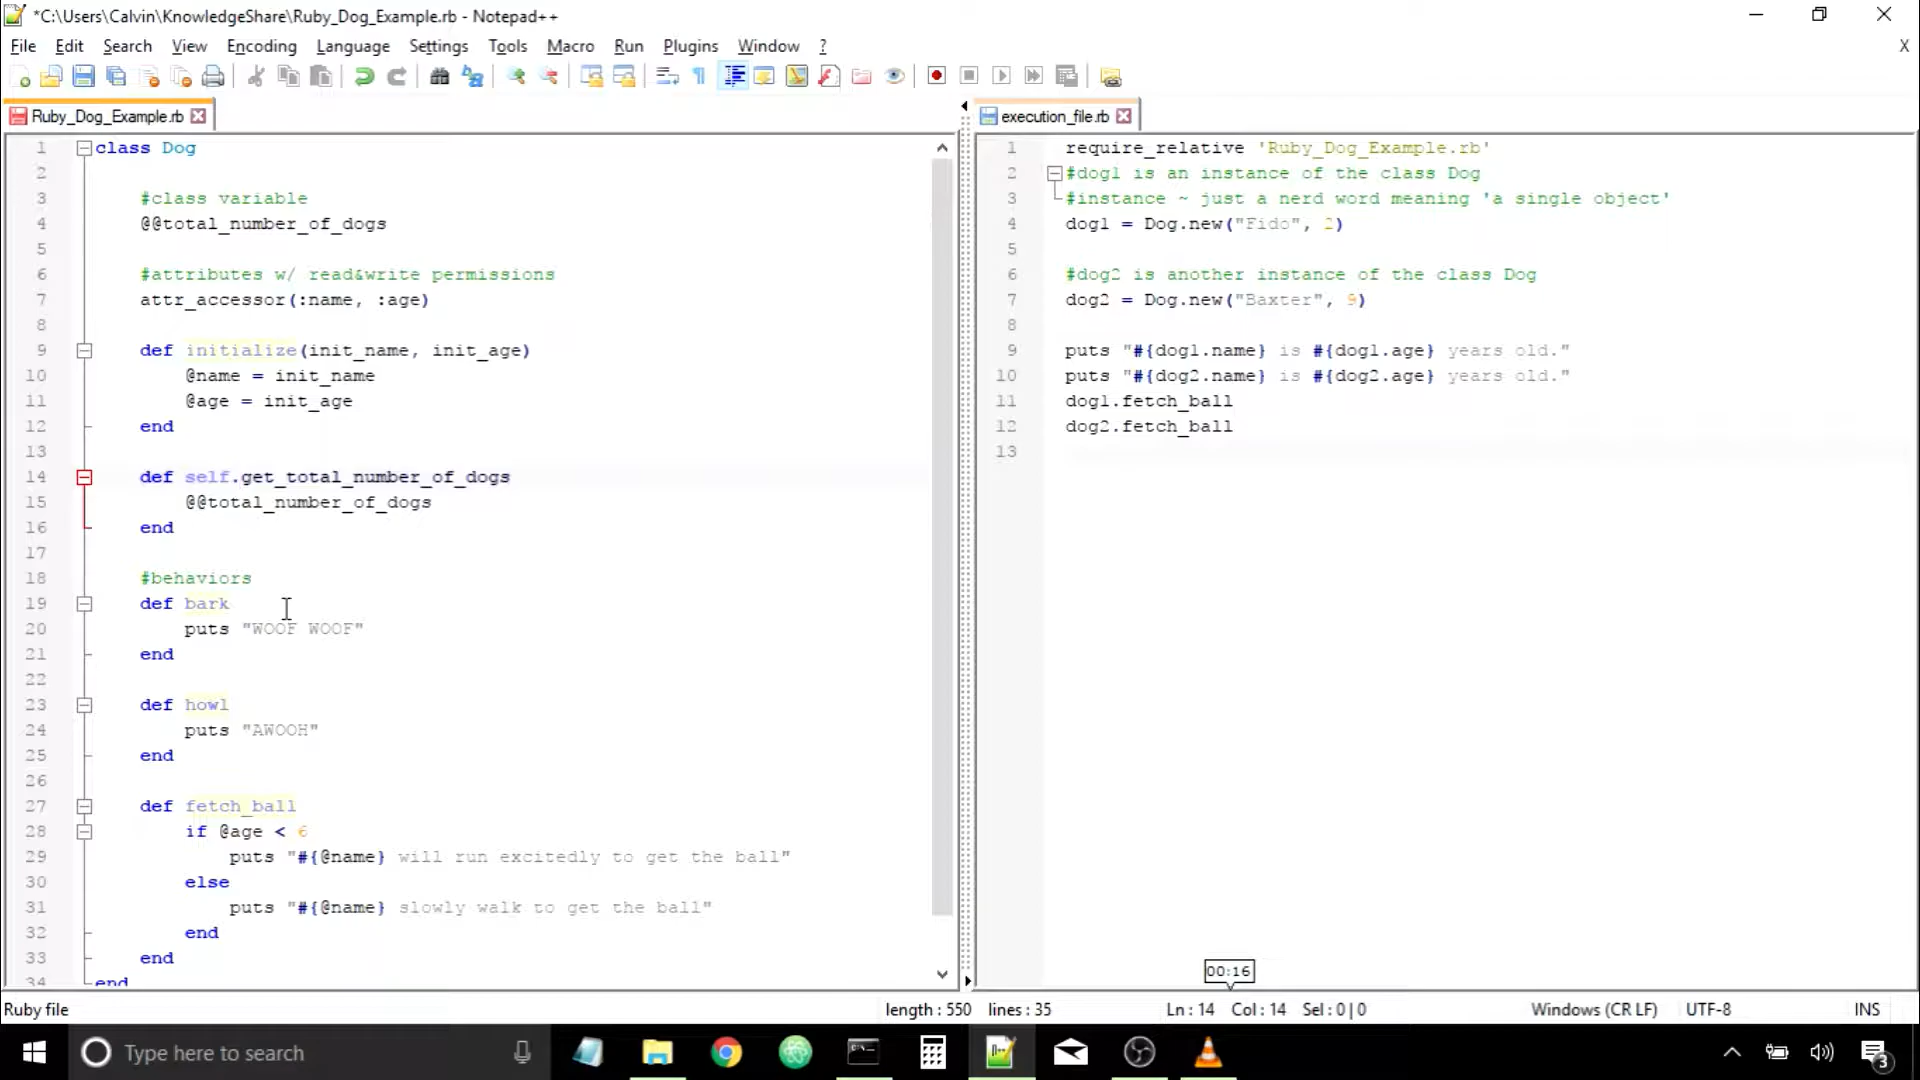 *C:\Users\Calvin\KnowledgeShare\Ruby_Dog_Example.rb - Notepad++
File Edit Search View Encoding Language Settings Tools Macro Run Plugins Window ? X
Ruby_Dog_Example.rb
1 class Dog
2
3 #class variable
4 @@total_number_of_dogs
5
6 #attributes w/ read&write permissions
7 attr_accessor(:name, :age)
8
9 def initialize(init_name, init_age)
10 @name = init_name
11 @age = init_age
12 end
13
14 def self.get_total_number_of_dogs
15 @@total_number_of_dogs
16 end
17
18 #behaviors
19 def bark
20 puts "WOOF WOOF"
21 end
22
23 def howl
24 puts "AWOOH"
25 end
26
27 def fetch_ball
28 if @age < 6
29 puts "#{@name} will run excitedly to get the ball"
30 else
31 puts "#{@name} slowly walk to get the ball"
32 end
33 end
34 end
execution_file.rb
1 require_relative 'Ruby_Dog_Example.rb'
2 #dog1 is an instance of the class Dog
3 #instance ~ just a nerd word meaning 'a single object'
4 dog1 = Dog.new("Fido", 2)
5
6 #dog2 is another instance of the class Dog
7 dog2 = Dog.new("Baxter", 9)
8
9 puts "#{dog1.name} is #{dog1.age} years old."
10 puts "#{dog2.name} is #{dog2.age} years old."
11 dog1.fetch_ball
12 dog2.fetch_ball
13
00:16
Ruby file length : 550 lines : 35 Ln : 14 Col : 14 Sel : 0 | 0 Windows (CR LF) UTF-8 INS
Type here to search
3